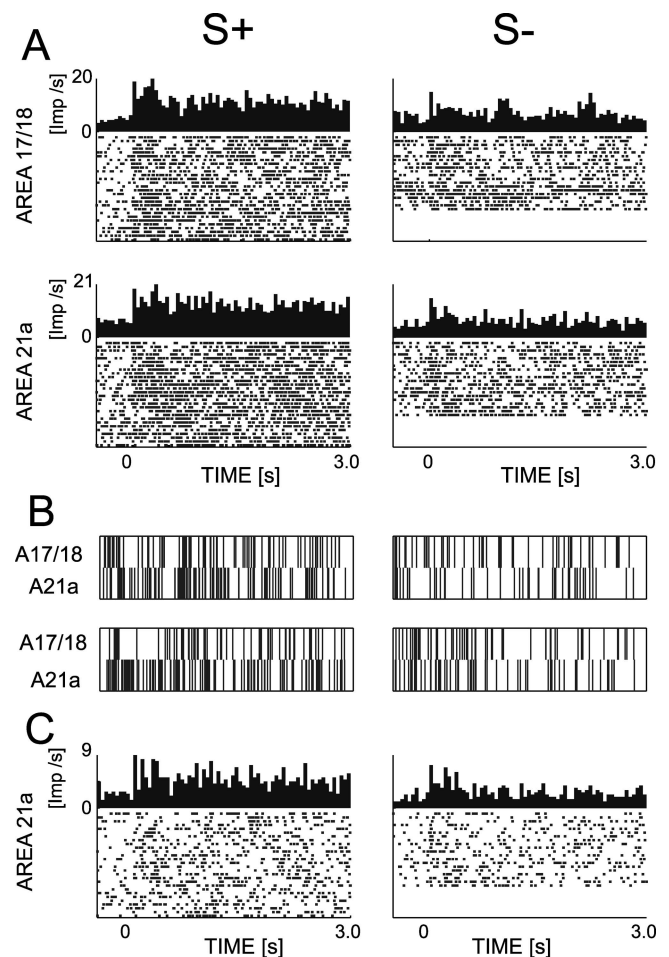 S+ S-
A
20
0
[Imp /s]
AREA 17/18
21
0
[Imp /s]
AREA 21a
0 3.0 0 3.0
TIME [s] TIME [s]
B
A17/18
A21a
A17/18
A21a
C
9
0
[Imp /s]
AREA 21a
0 3.0 0 3.0
TIME [s] TIME [s]